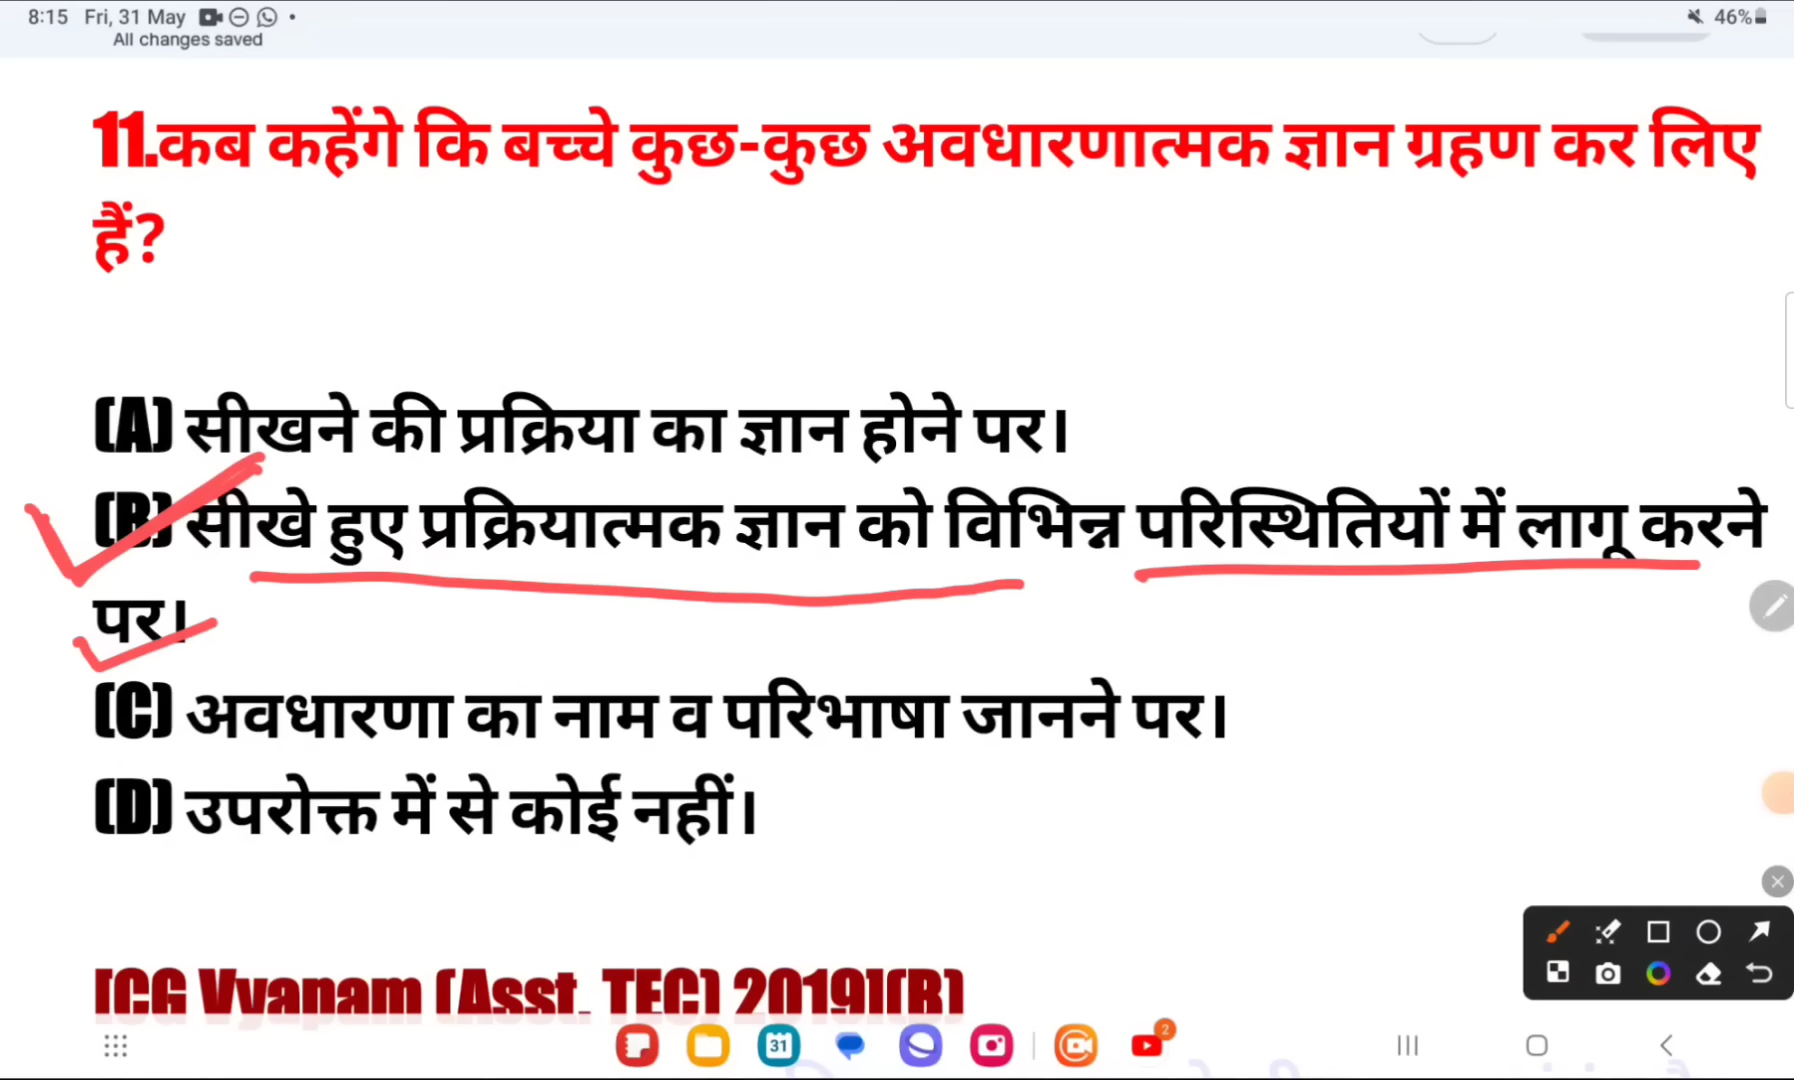 8:15 Fri, 31 May
46%
All changes saved
11.कब कहेंगे कि बच्चे कुछ-कुछ अवधारणात्मक ज्ञान ग्रहण कर लिए
हैं?
(A) सीखने की प्रक्रिया का ज्ञान होने पर।
(B) सीखे हुए प्रक्रियात्मक ज्ञान को विभिन्न परिस्थितियों में लागू करने
पर।
(C) अवधारणा का नाम व परिभाषा जानने पर।
(D) उपरोक्त में से कोई नहीं।
[CG Vyapam (Asst. TEC) 2019](B)
31
2